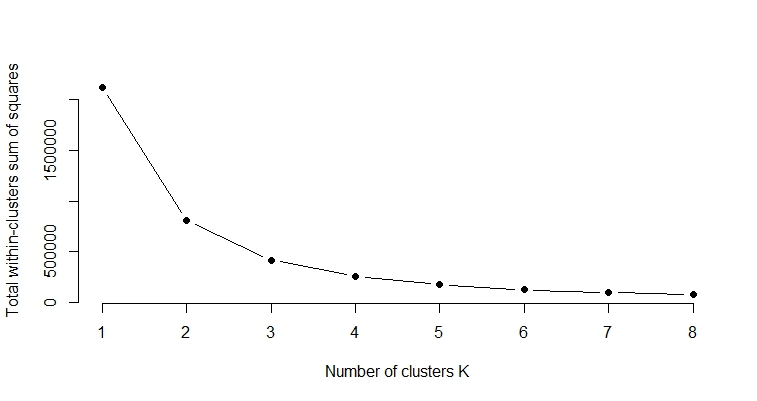 Total within-clusters sum of squares
1500000
500000
0
1 2 3 4 5 6 7 8
Number of clusters K